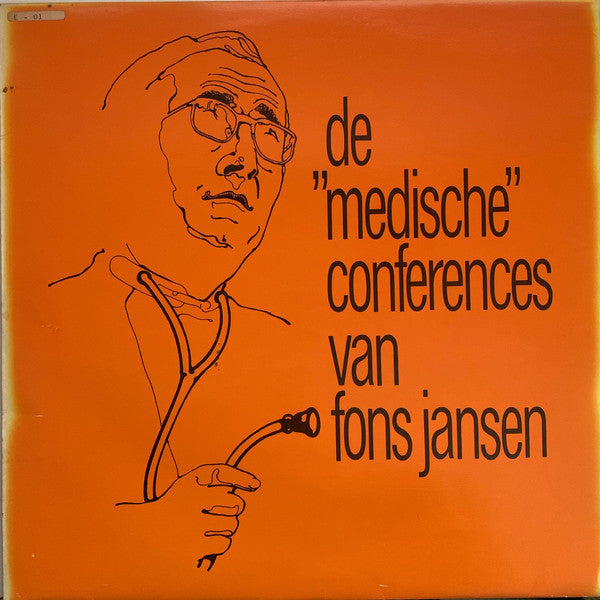 E - 01
de
"medische"
conferences
van
fons jansen